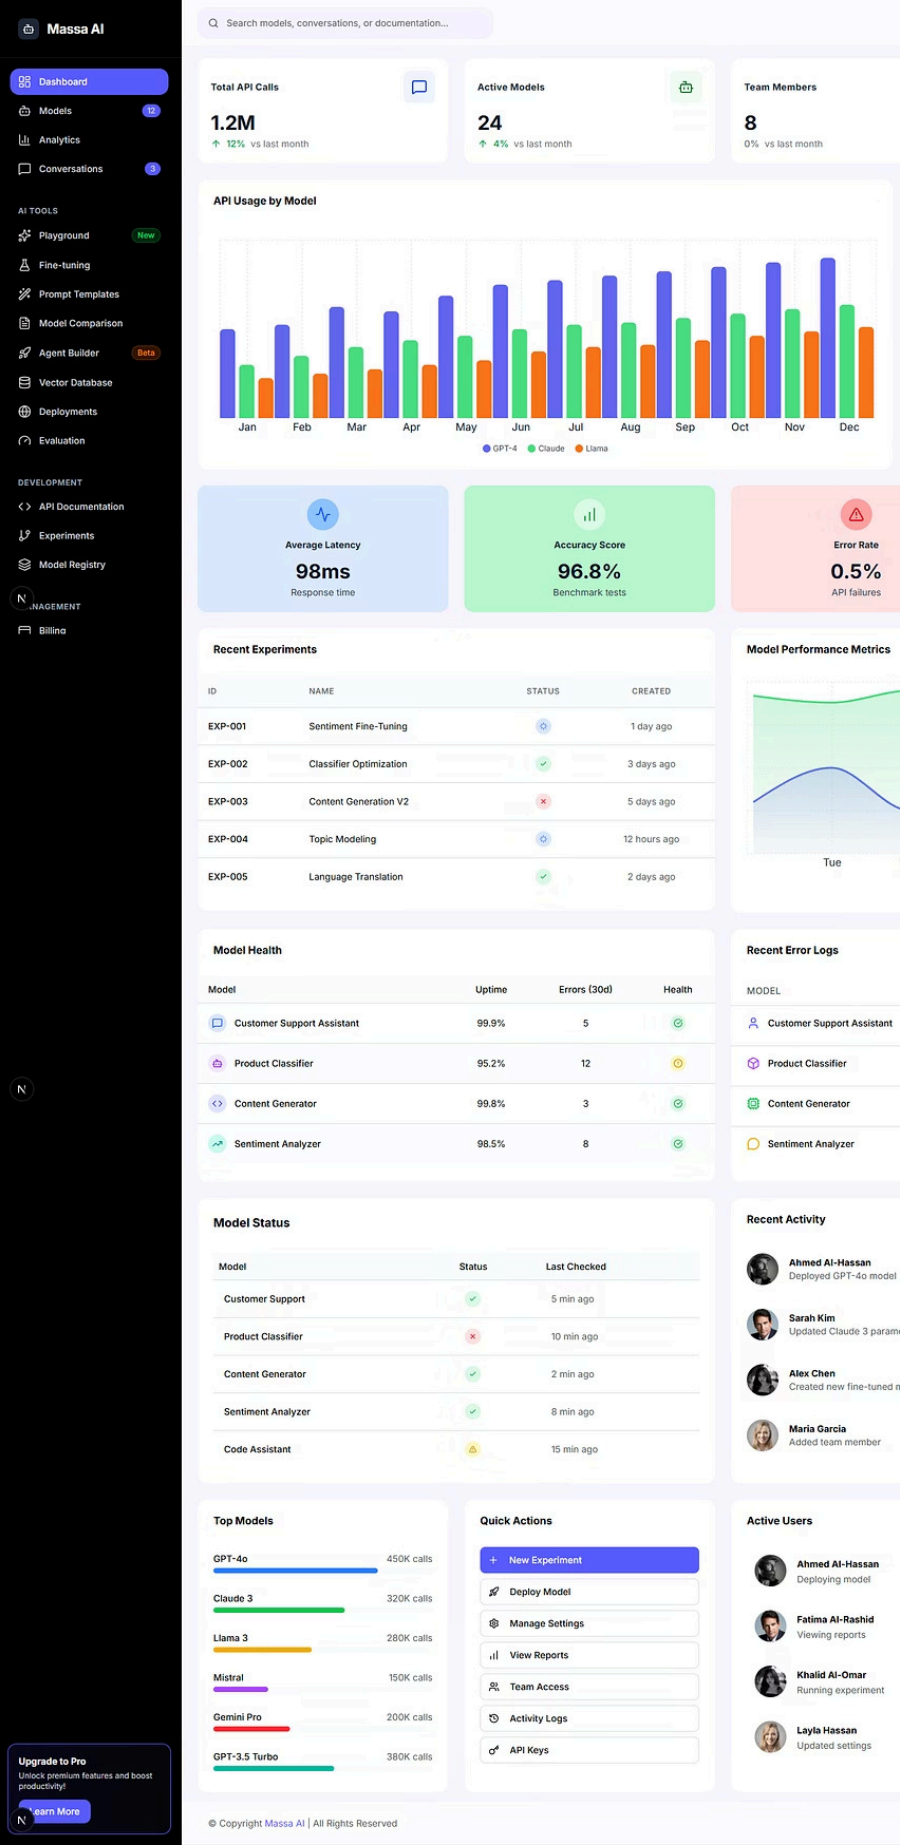 Massa AI
Dashboard
Models 12
Analytics
Conversations 3
AI TOOLS
Playground New
Fine-tuning
Prompt Templates
Model Comparison
Agent Builder Beta
Vector Database
Deployments
Evaluation
DEVELOPMENT
API Documentation
Experiments
Model Registry
N
NAGEMENT
Billing
N
Upgrade to Pro
Unlock premium features and boost
productivity!
Learn More
N
Search models, conversations, or documentation...
Total API Calls
1.2M
12% vs last month
Active Models
24
4% vs last month
Team Members
8
0% vs last month
API Usage by Model
Jan Feb Mar Apr May Jun Jul Aug Sep Oct Nov Dec
GPT-4 Claude Llama
Average Latency
98ms
Response time
Accuracy Score
96.8%
Benchmark tests
Error Rate
0.5%
API failures
Recent Experiments
ID NAME STATUS CREATED
EXP-001 Sentiment Fine-Tuning 1 day ago
EXP-002 Classifier Optimization 3 days ago
EXP-003 Content Generation V2 5 days ago
EXP-004 Topic Modeling 12 hours ago
EXP-005 Language Translation 2 days ago
Model Performance Metrics
Tue
Model Health
Model Uptime Errors (30d) Health
Customer Support Assistant 99.9% 5
Product Classifier 95.2% 12
Content Generator 99.8% 3
Sentiment Analyzer 98.5% 8
Recent Error Logs
MODEL
Customer Support Assistant
Product Classifier
Content Generator
Sentiment Analyzer
Model Status
Model Status Last Checked
Customer Support 5 min ago
Product Classifier 10 min ago
Content Generator 2 min ago
Sentiment Analyzer 8 min ago
Code Assistant 15 min ago
Recent Activity
Ahmed Al-Hassan
Deployed GPT-4o model
Sarah Kim
Updated Claude 3 parame
Alex Chen
Created new fine-tuned m
Maria Garcia
Added team member
Top Models
GPT-4o 450K calls
Claude 3 320K calls
Llama 3 280K calls
Mistral 150K calls
Gemini Pro 200K calls
GPT-3.5 Turbo 380K calls
Quick Actions
New Experiment
Deploy Model
Manage Settings
View Reports
Team Access
Activity Logs
API Keys
Active Users
Ahmed Al-Hassan
Deploying model
Fatima Al-Rashid
Viewing reports
Khalid Al-Omar
Running experiment
Layla Hassan
Updated settings
© Copyright Massa AI | All Rights Reserved